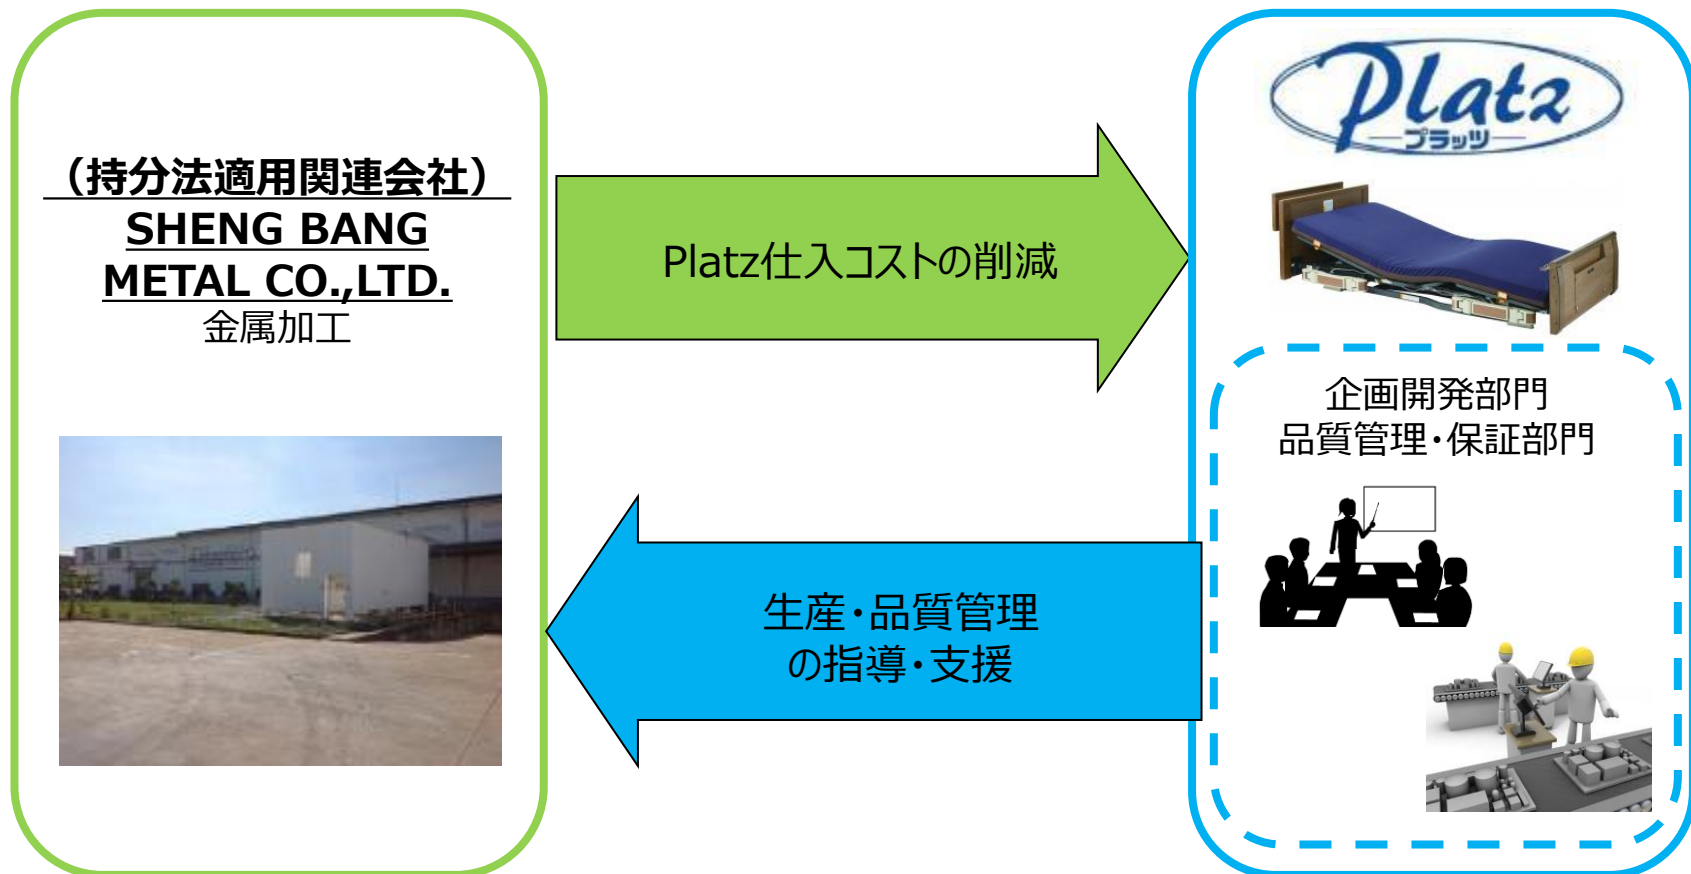 （持分法適用関連会社）
SHENG BANG
METAL CO.,LTD.
金属加工
Platz仕入コストの削減
生産・品質管理
の指導・支援
Platz
プラッツ
企画開発部門
品質管理・保証部門